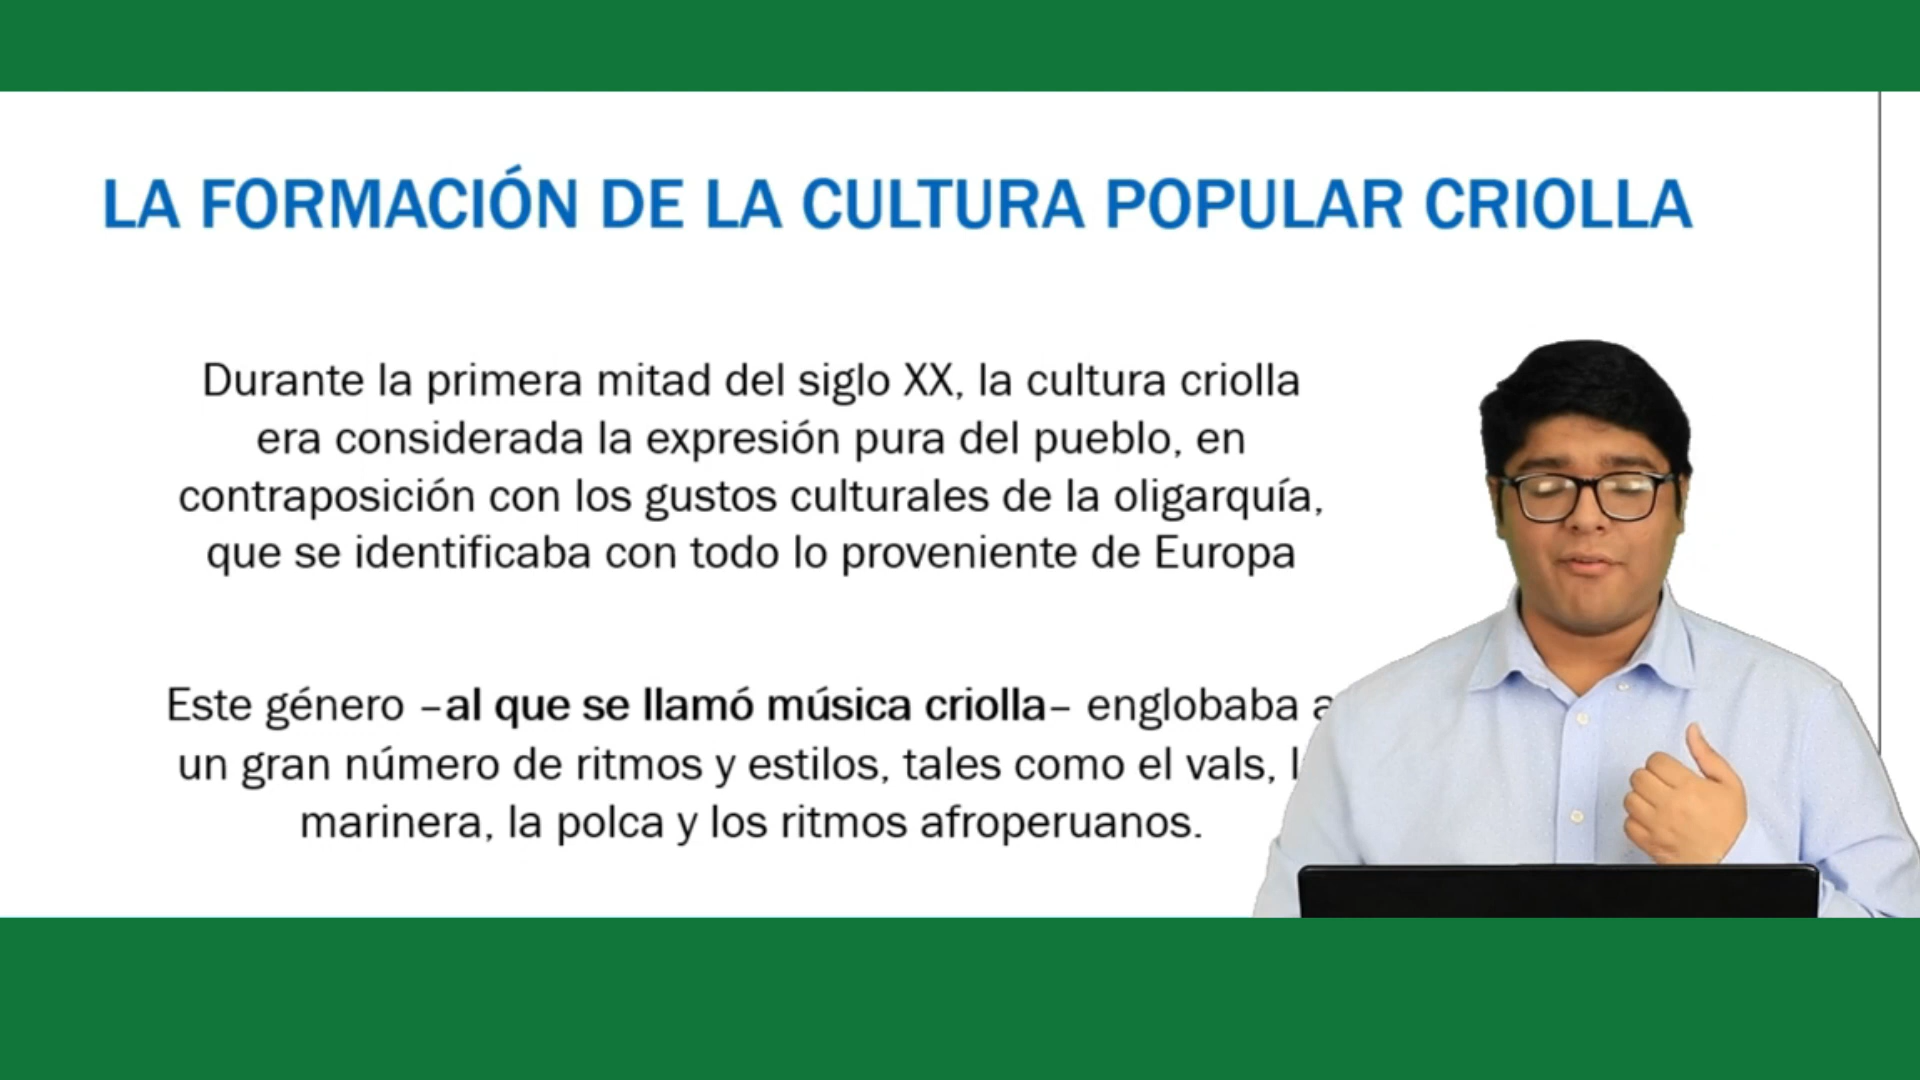 LA FORMACIÓN DE LA CULTURA POPULAR CRIOLLA
Durante la primera mitad del siglo XX, la cultura criolla
era considerada la expresión pura del pueblo, en
contraposición con los gustos culturales de la oligarquía,
que se identificaba con todo lo proveniente de Europa
Este género –al que se llamó música criolla– englobaba a
un gran número de ritmos y estilos, tales como el vals,
marinera, la polca y los ritmos afroperuanos.